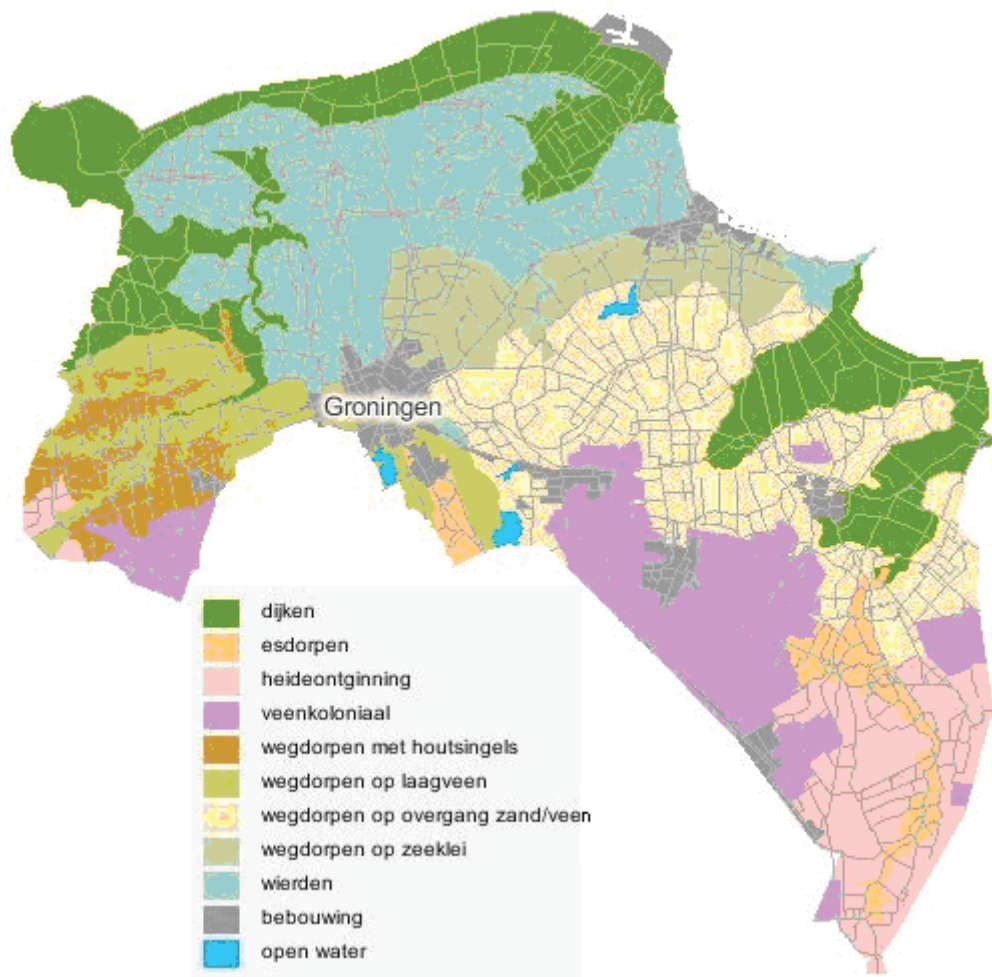 Groningen
dijken
esdorpen
heideontginning
veenkoloniaal
wegdorpen met houtsingels
wegdorpen op laagveen
wegdorpen op overgang zand/veen
wegdorpen op zeeklei
wierden
bebouwing
open water